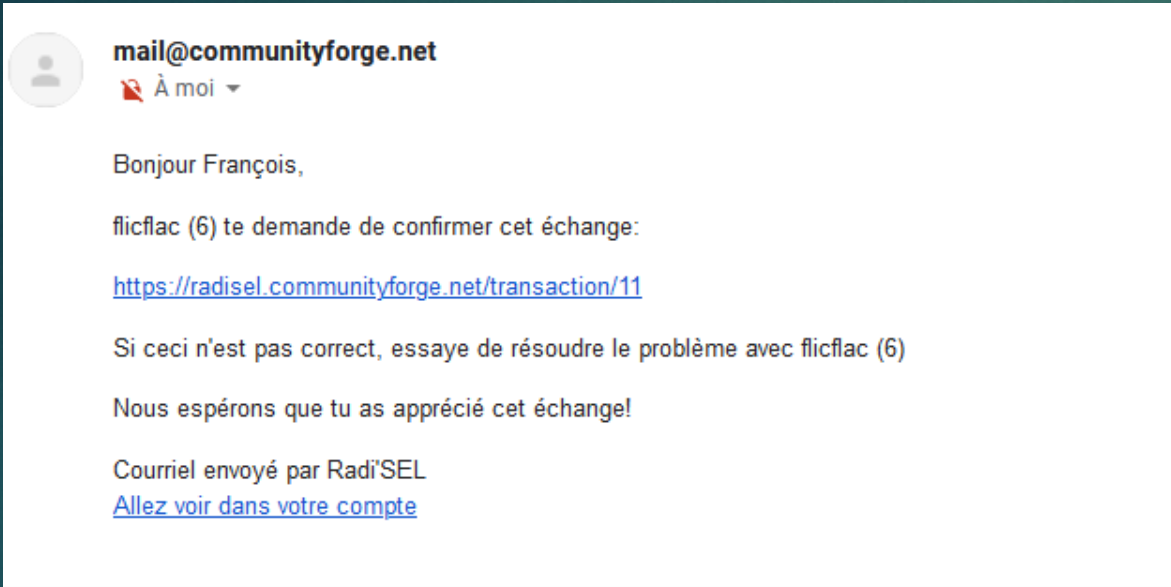 mail@communityforge.net
À moi
Bonjour François,
flicflac (6) te demande de confirmer cet échange:
https://radisel.communityforge.net/transaction/11
Si ceci n'est pas correct, essaye de résoudre le problème avec flicflac (6)
Nous espérons que tu as apprécié cet échange!
Courriel envoyé par Radi'SEL
Allez voir dans votre compte